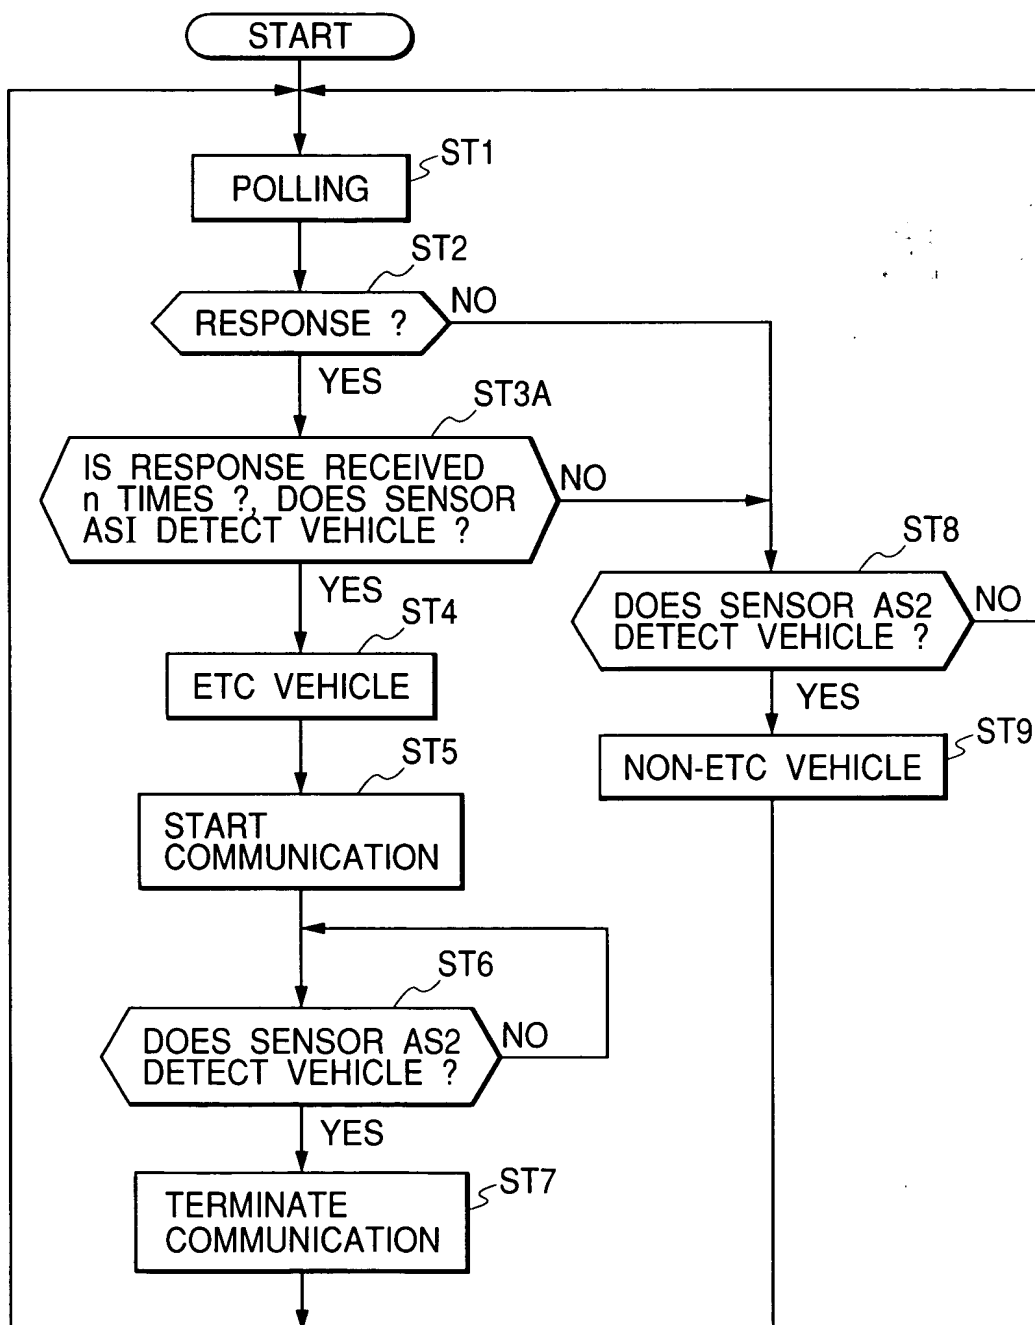 START
ST1
POLLING
ST2
RESPONSE ?
NO
YES
ST3A
IS RESPONSE RECEIVED
n TIMES ?, DOES SENSOR
ASI DETECT VEHICLE ?
NO
YES
ST8
DOES SENSOR AS2
DETECT VEHICLE ?
NO
YES
ST4
ETC VEHICLE
ST9
NON-ETC VEHICLE
ST5
START
COMMUNICATION
ST6
DOES SENSOR AS2
DETECT VEHICLE ?
NO
YES
ST7
TERMINATE
COMMUNICATION